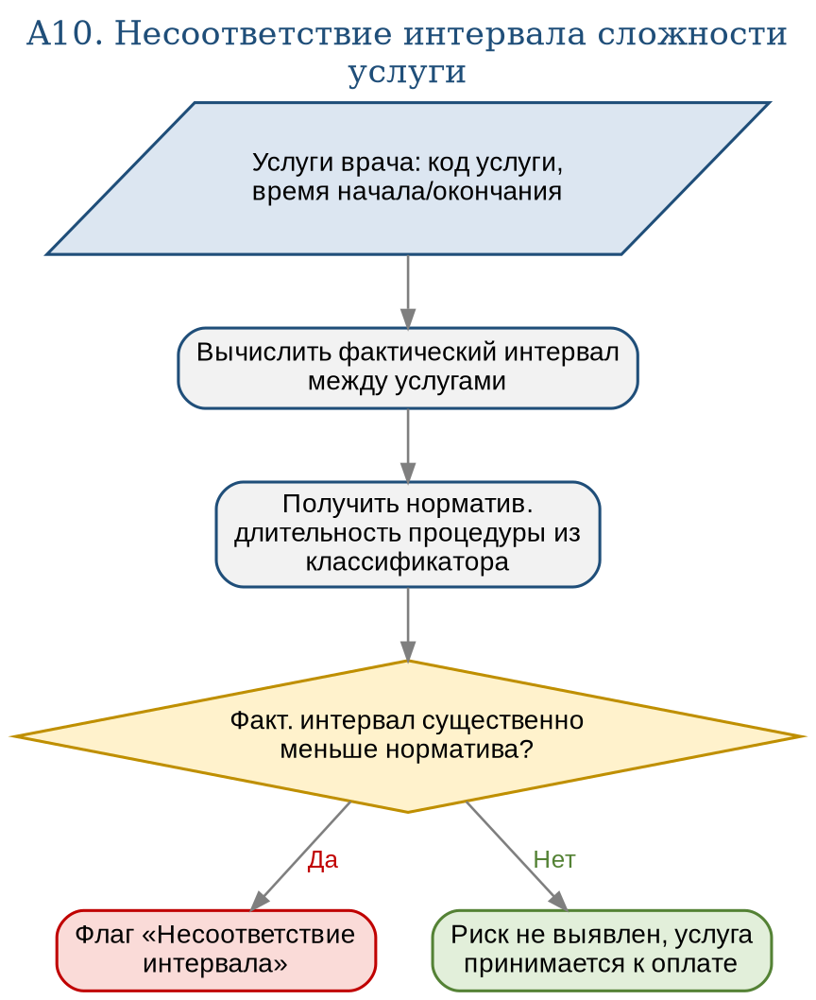 А10. Несоответствие интервала сложности
услуги
Услуги врача: код услуги,
время начала/окончания
Вычислить фактический интервал
между услугами
Получить норматив.
длительность процедуры из
классификатора
Факт. интервал существенно
меньше норматива?
Да
Нет
Флаг «Несоответствие
интервала»
Риск не выявлен, услуга
принимается к оплате